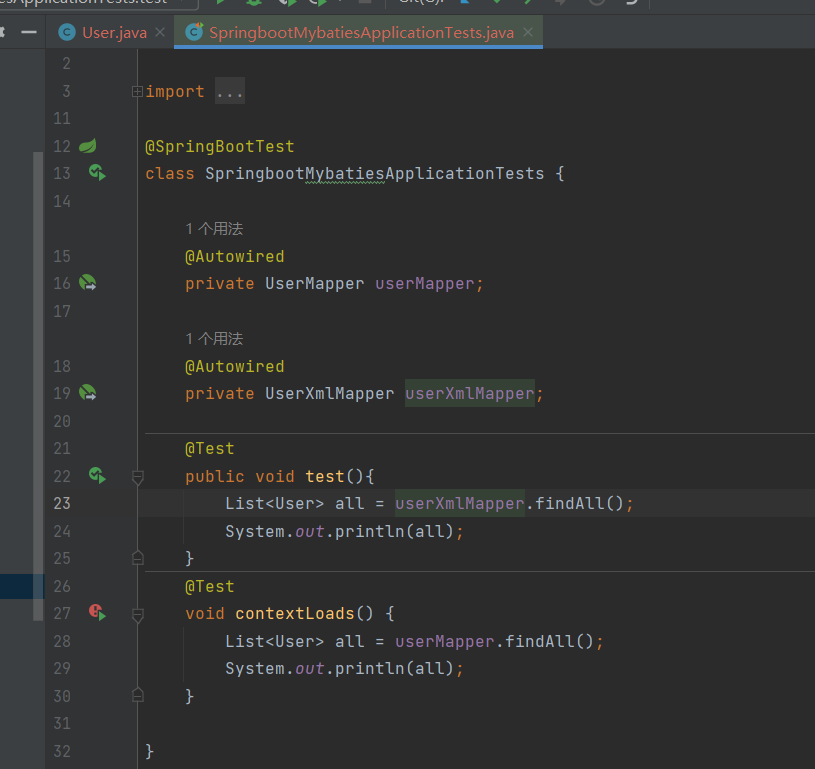 User.java
SpringbootMybatiesApplicationTests.java
2
3 import ...
11
12 @SpringBootTest
13 class SpringbootMybatiesApplicationTests {
14
1 个用法
15 @Autowired
16 private UserMapper userMapper;
17
1 个用法
18 @Autowired
19 private UserXmlMapper userXmlMapper;
20
21 @Test
22 public void test(){
23 List<User> all = userXmlMapper.findAll();
24 System.out.println(all);
25 }
26 @Test
27 void contextLoads() {
28 List<User> all = userMapper.findAll();
29 System.out.println(all);
30 }
31
32 }